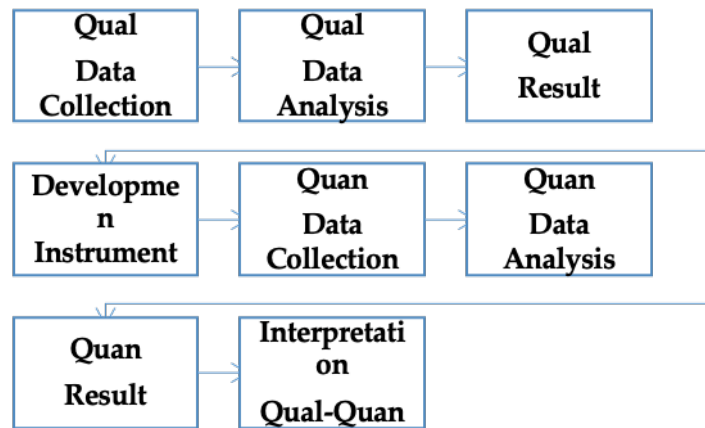 Qual
Data
Collection
Qual
Data
Analysis
Qual
Result
Developme
n
Instrument
Quan
Data
Collection
Quan
Data
Analysis
Quan
Result
Interpretati
on
Qual-Quan